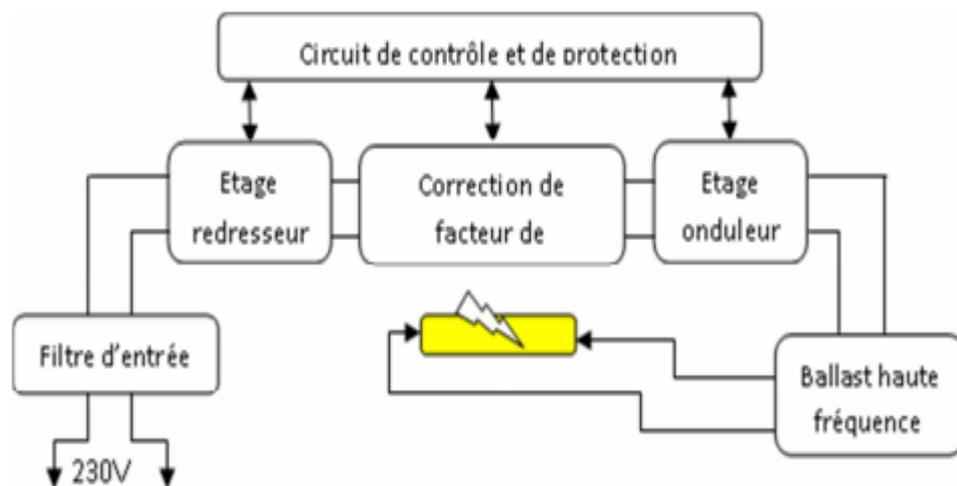 Circuit de contrôle et de protection
Etage
redresseur
Correction de
facteur de
Etage
onduleur
Filtre d'entrée
Ballast haute
fréquence
230V